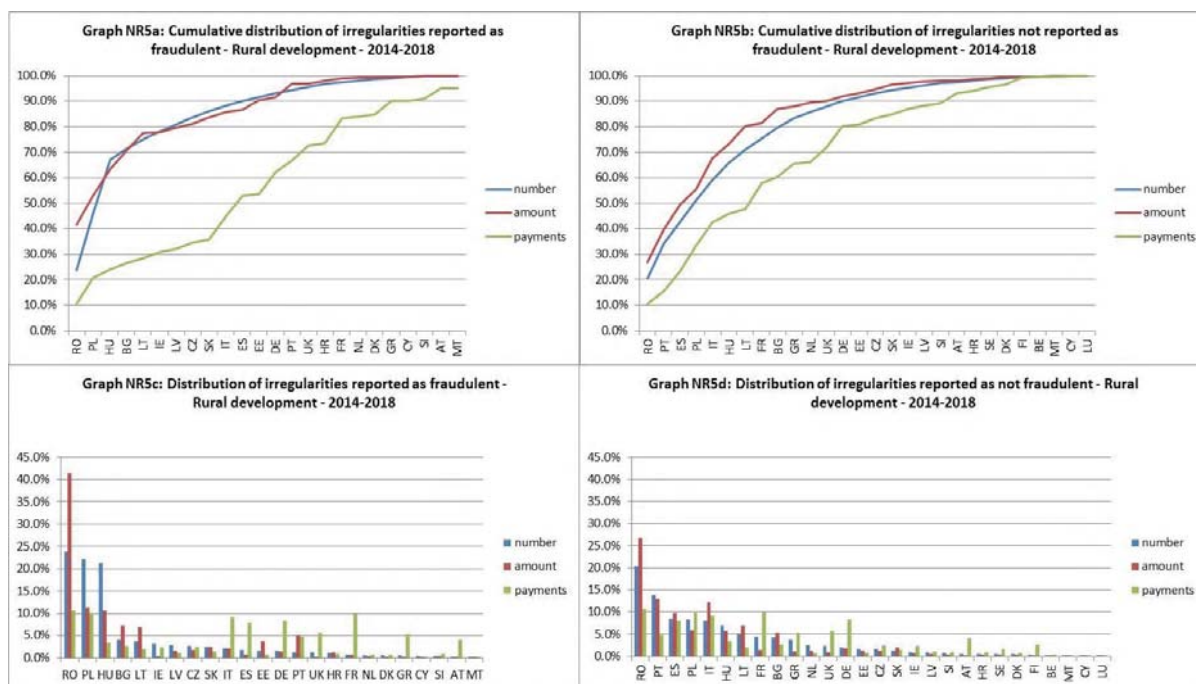 Graph NR5a: Cumulative distribution of irregularities reported as
fraudulent - Rural development - 2014-2018
100.0%
90.0%
80.0%
70.0%
60.0%
50.0%
40.0%
30.0%
20.0%
10.0%
0.0%
number
amount
payments
RO PL HU BG LT IE LV CZ SK IT ES EE DE PT UK HR FR NL DK GR CY SI AT MT
Graph NR5b: Cumulative distribution of irregularities not reported as
fraudulent - Rural development - 2014-2018
100.0%
90.0%
80.0%
70.0%
60.0%
50.0%
40.0%
30.0%
20.0%
10.0%
0.0%
number
amount
payments
RO PT ES PL IT HU LT FR BG GR NL UK DE EE CZ SK IE LV SI AT HR SE DK FI BE MT CY LU
Graph NR5c: Distribution of irregularities reported as fraudulent -
Rural development - 2014-2018
45.0%
40.0%
35.0%
30.0%
25.0%
20.0%
15.0%
10.0%
5.0%
0.0%
number
amount
payments
RO PL HU BG LT IE LV CZ SK IT ES EE DE PT UK HR FR NL DK GR CY SI AT MT
Graph NR5d: Distribution of irregularities reported as not fraudulent - Rural
development - 2014-2018
45.0%
40.0%
35.0%
30.0%
25.0%
20.0%
15.0%
10.0%
5.0%
0.0%
number
amount
payments
RO PT ES PL IT HU LT FR BG GR NL UK DE EE CZ SK IE LV SI AT HR SE DK FI BE MT CY LU